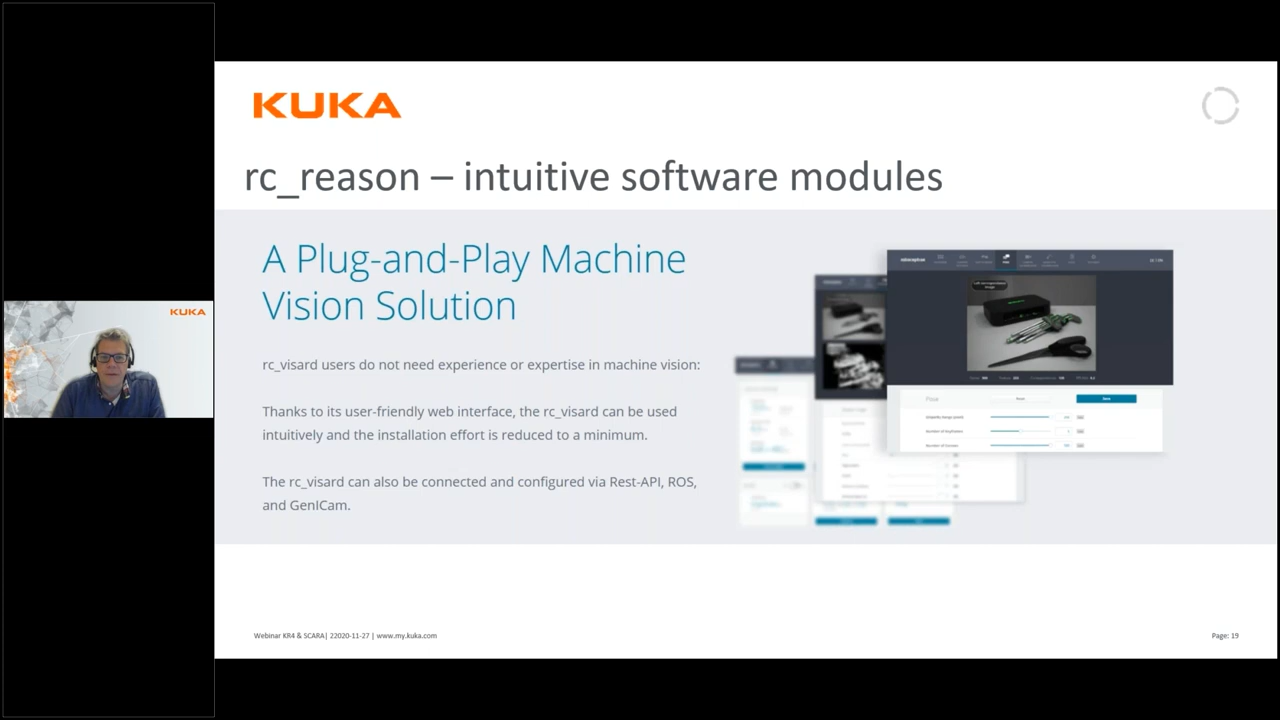 KUKA
rc_reason – intuitive software modules
A Plug-and-Play Machine
Vision Solution
rc_visard users do not need experience or expertise in machine vision:
Thanks to its user-friendly web interface, the rc_visard can be used
intuitively and the installation effort is reduced to a minimum.
The rc_visard can also be connected and configured via Rest-API, ROS,
and GenICam.
KUKA
Webinar KR4 & SCARA| 22020-11-27 | www.my.kuka.com
Page: 19